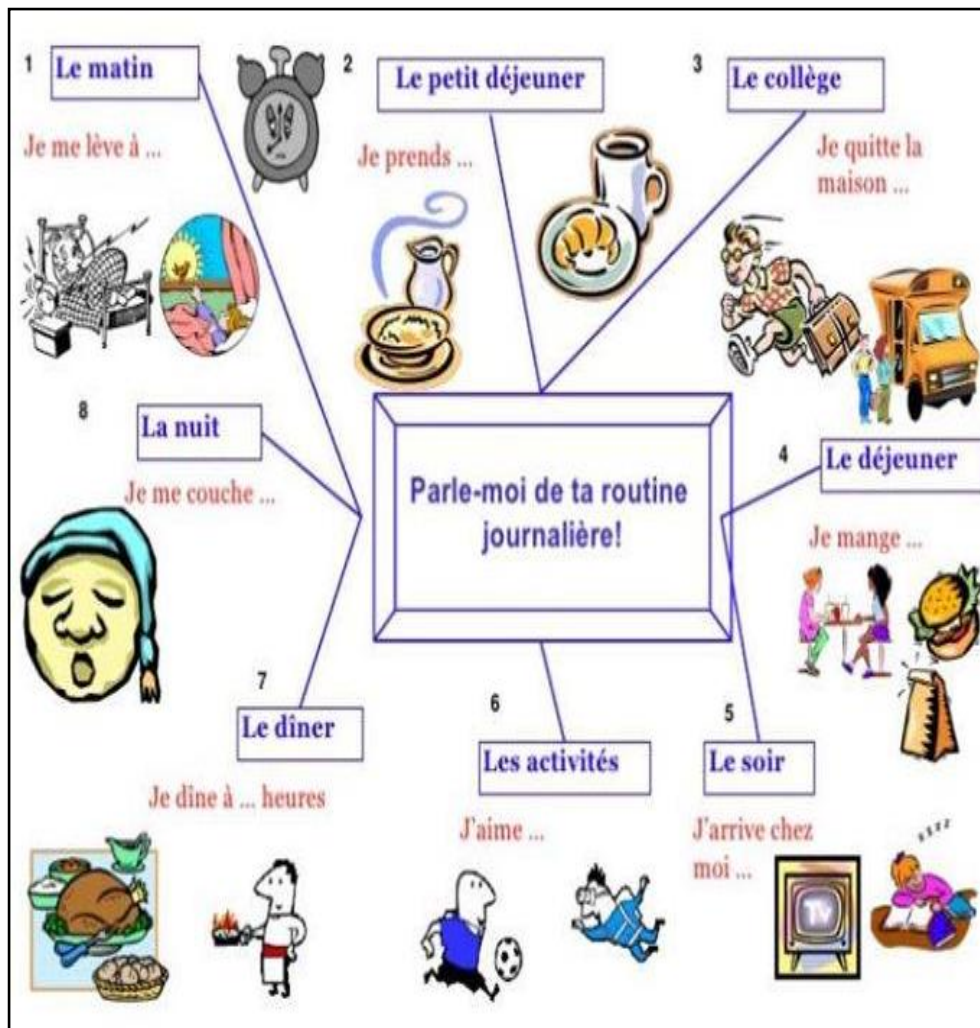 1
Le matin
Je me lève à ...
2
Le petit déjeuner
Je prends ...
3
Le collège
Je quitte la
maison ...
8
La nuit
Je me couche ...
Parle-moi de ta routine
journalière!
4
Le déjeuner
Je mange ...
7
Le dîner
Je dîne à ... heures
6
Les activités
J'aime ...
5
Le soir
J'arrive chez
moi ...
TV
zzzz